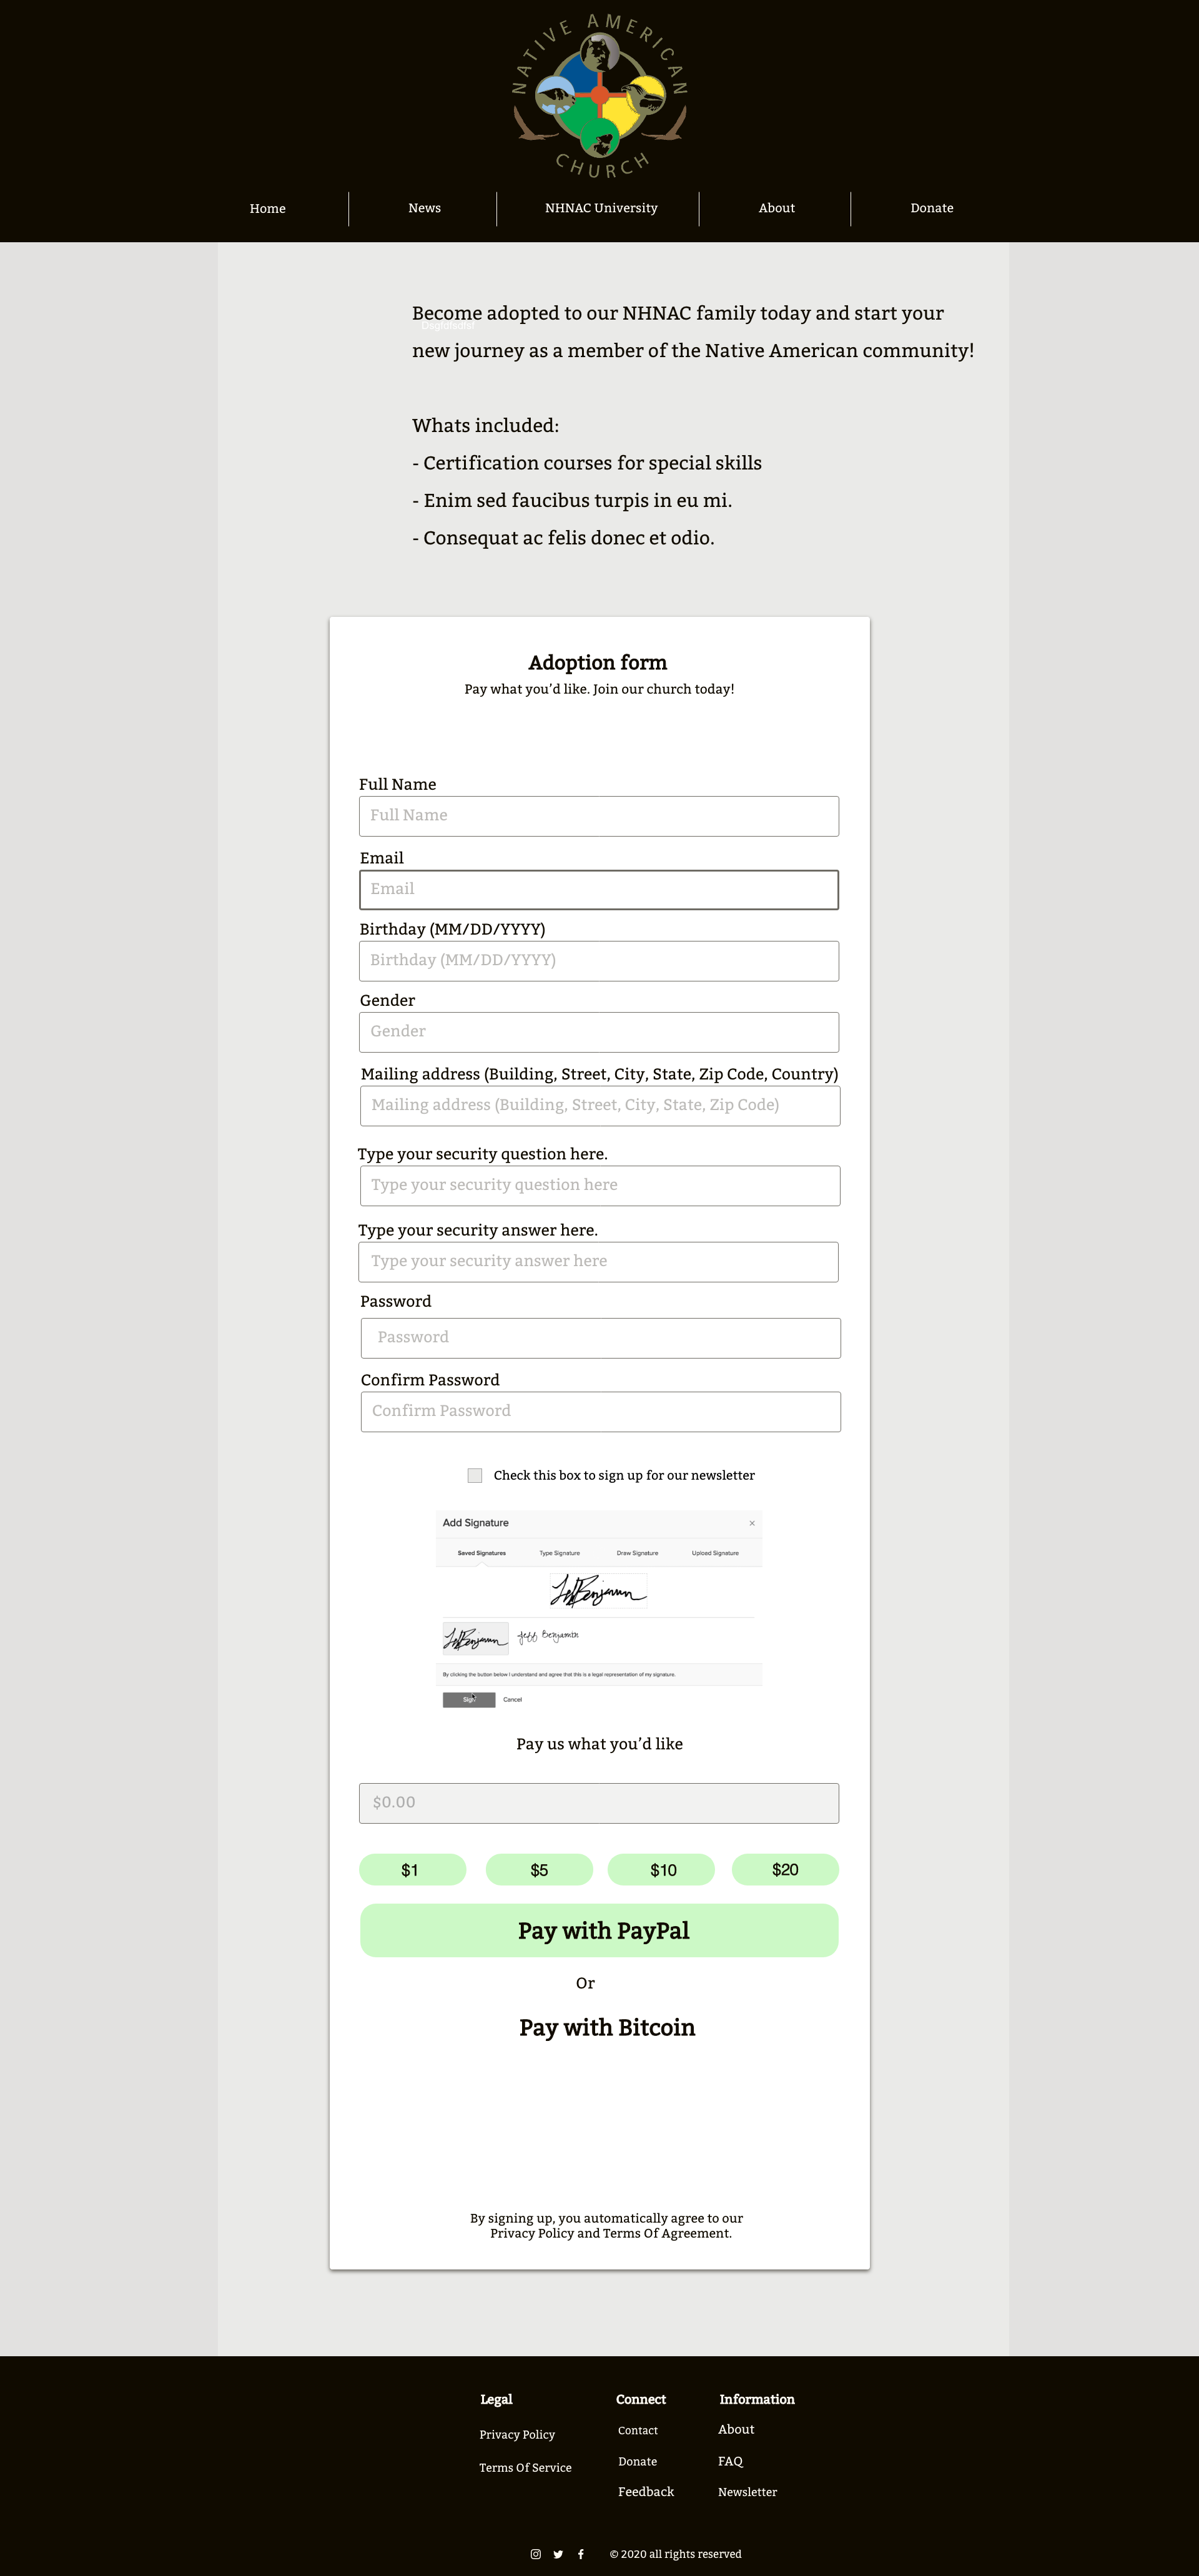 NATIVE AMERICAN
CHURCH
Home
News
NHNAC University
About
Donate
Become adopted to our NHNAC family today and start your
new journey as a member of the Native American community!
Whats included:
- Certification courses for special skills
- Enim sed faucibus turpis in eu mi.
- Consequat ac felis donec et odio.
Adoption form
Pay what you’d like. Join our church today!
Full Name
Full Name
Email
Email
Birthday (MM/DD/YYYY)
Birthday (MM/DD/YYYY)
Gender
Gender
Mailing address (Building, Street, City, State, Zip Code, Country)
Mailing address (Building, Street, City, State, Zip Code)
Type your security question here.
Type your security question here
Type your security answer here.
Type your security answer here
Password
Password
Confirm Password
Confirm Password
Check this box to sign up for our newsletter
Add Signature ×
Saved Signatures Type Signature Draw Signature Upload Signature
Jeff Benjamin
By clicking the button below I understand and agree that this is a legal representation of my signature.
Sign Cancel
Pay us what you’d like
$0.00
$1 $5 $10 $20
Pay with PayPal
Or
Pay with Bitcoin
By signing up, you automatically agree to our
Privacy Policy and Terms Of Agreement.
Legal
Privacy Policy
Terms Of Service
Connect
Contact
Donate
Feedback
Information
About
FAQ
Newsletter
© 2020 all rights reserved